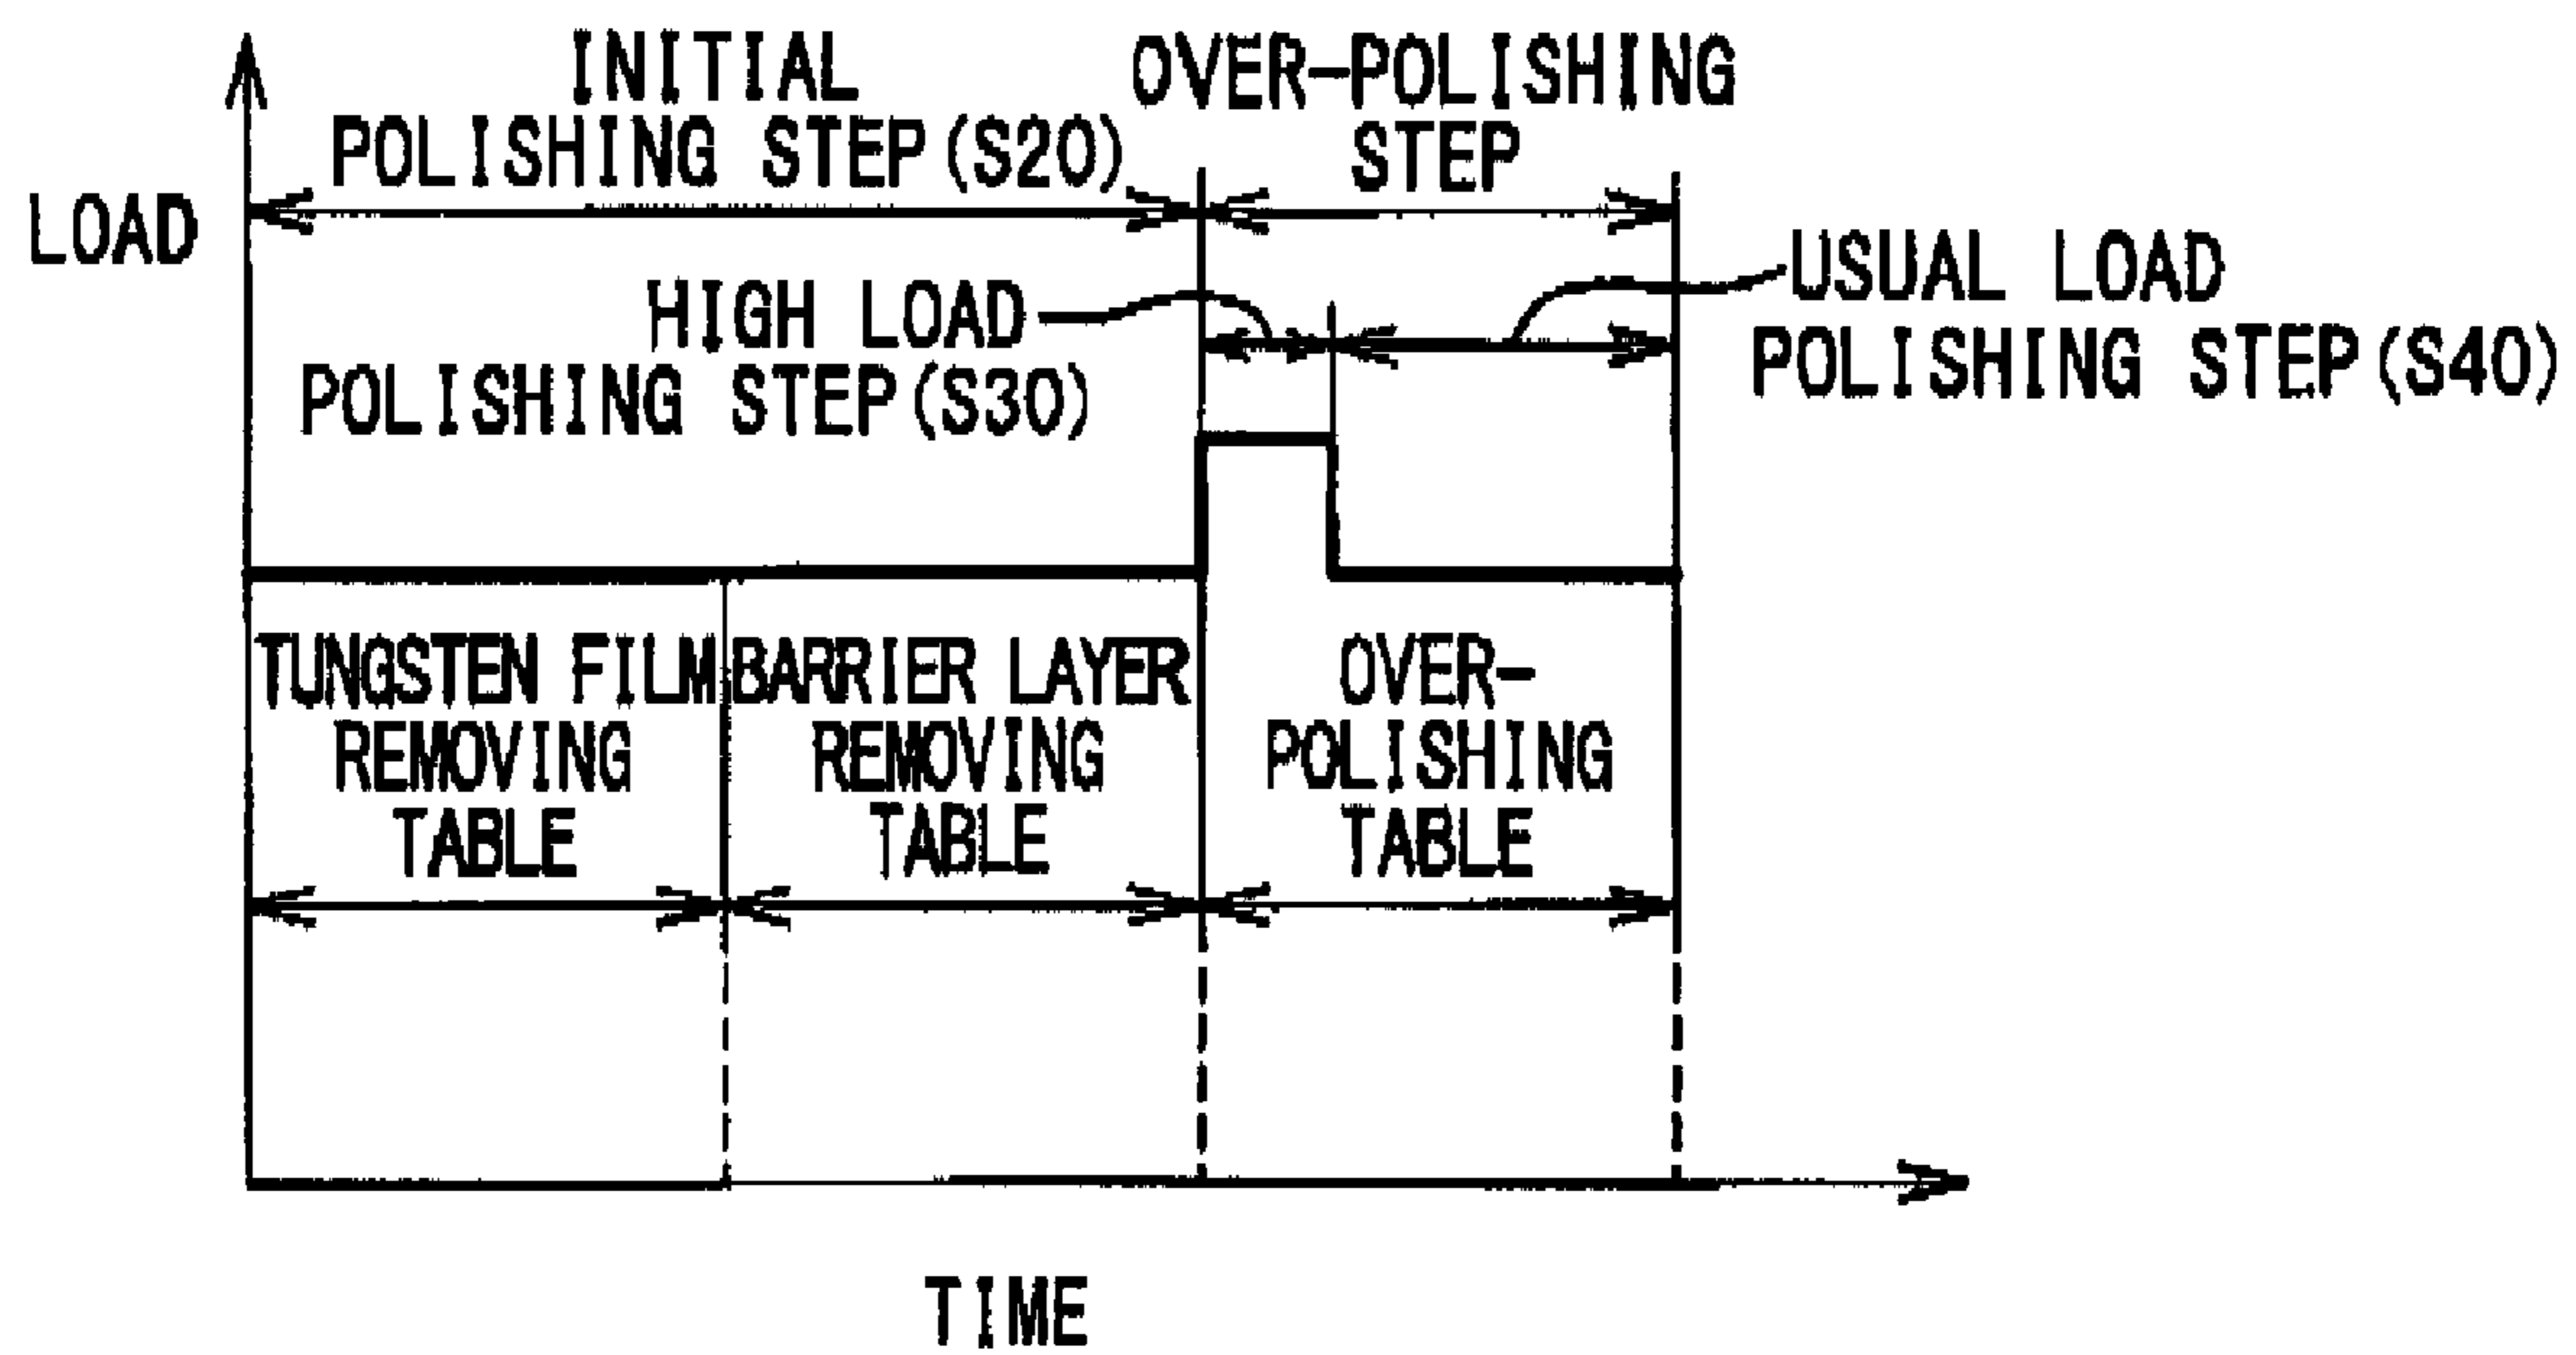 INITIAL
POLISHING STEP(S20)
OVER-POLISHING
STEP
LOAD
HIGH LOAD
POLISHING STEP(S30)
USUAL LOAD
POLISHING STEP(S40)
TUNGSTEN FILM
REMOVING
TABLE
BARRIER LAYER
REMOVING
TABLE
OVER-
POLISHING
TABLE
TIME